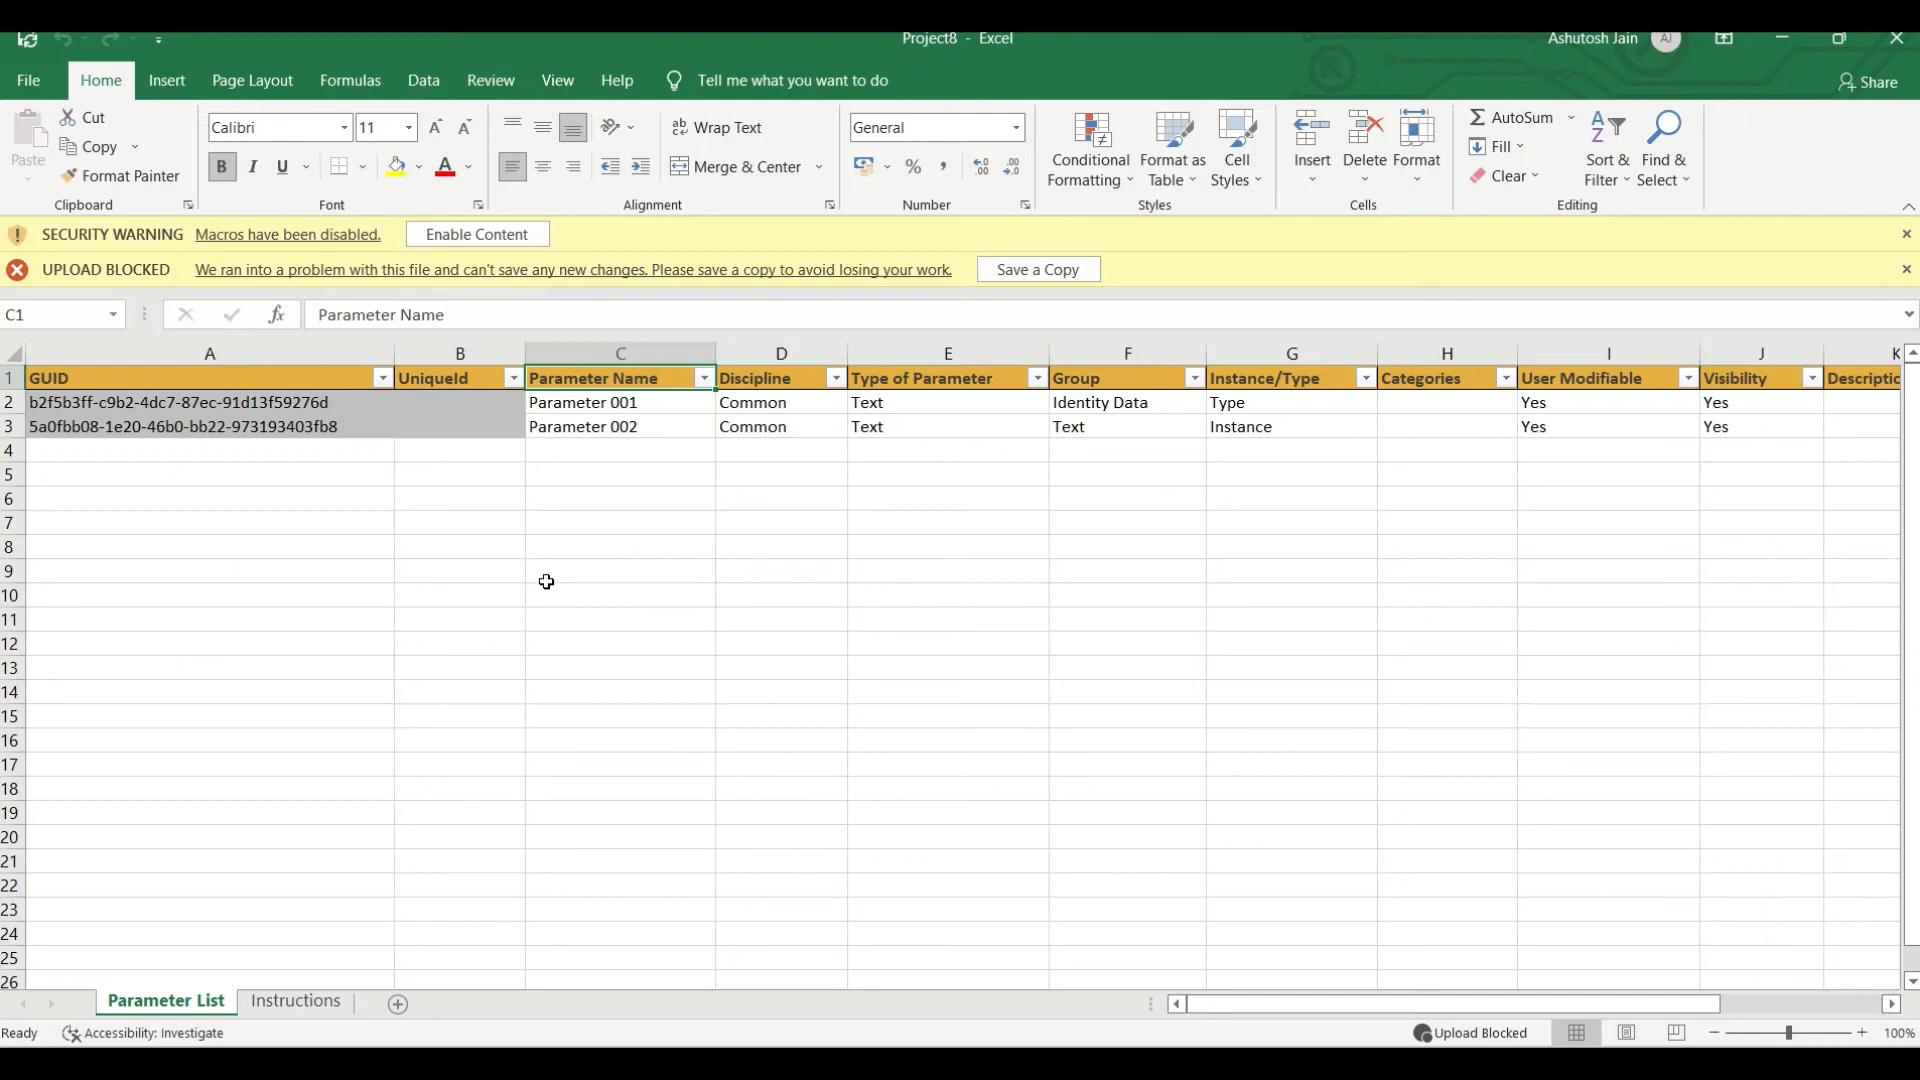 Project8 - Excel
Ashutosh Jain AJ
File Home Insert Page Layout Formulas Data Review View Help Tell me what you want to do Share
Paste
Cut
Copy
Format Painter
Clipboard
Calibri 11
B I U A
Font
Wrap Text
Merge & Center
Alignment
General
Number
Conditional Formatting
Format as Table
Cell Styles
Styles
Insert Delete Format
Cells
AutoSum
Fill
Clear
Sort & Filter
Find & Select
Editing
SECURITY WARNING Macros have been disabled. Enable Content
UPLOAD BLOCKED We ran into a problem with this file and can't save any new changes. Please save a copy to avoid losing your work. Save a Copy
C1 fx Parameter Name
A B C D E F G H I J K
1 GUID UniqueId Parameter Name Discipline Type of Parameter Group Instance/Type Categories User Modifiable Visibility Descriptic
2 b2f5b3ff-c9b2-4dc7-87ec-91d13f59276d Parameter 001 Common Text Identity Data Type Yes Yes
3 5a0fbb08-1e20-46b0-bb22-973193403fb8 Parameter 002 Common Text Text Instance Yes Yes
4
5
6
7
8
9
10
11
12
13
14
15
16
17
18
19
20
21
22
23
24
25
26
Parameter List Instructions
Ready Accessibility: Investigate Upload Blocked 100%